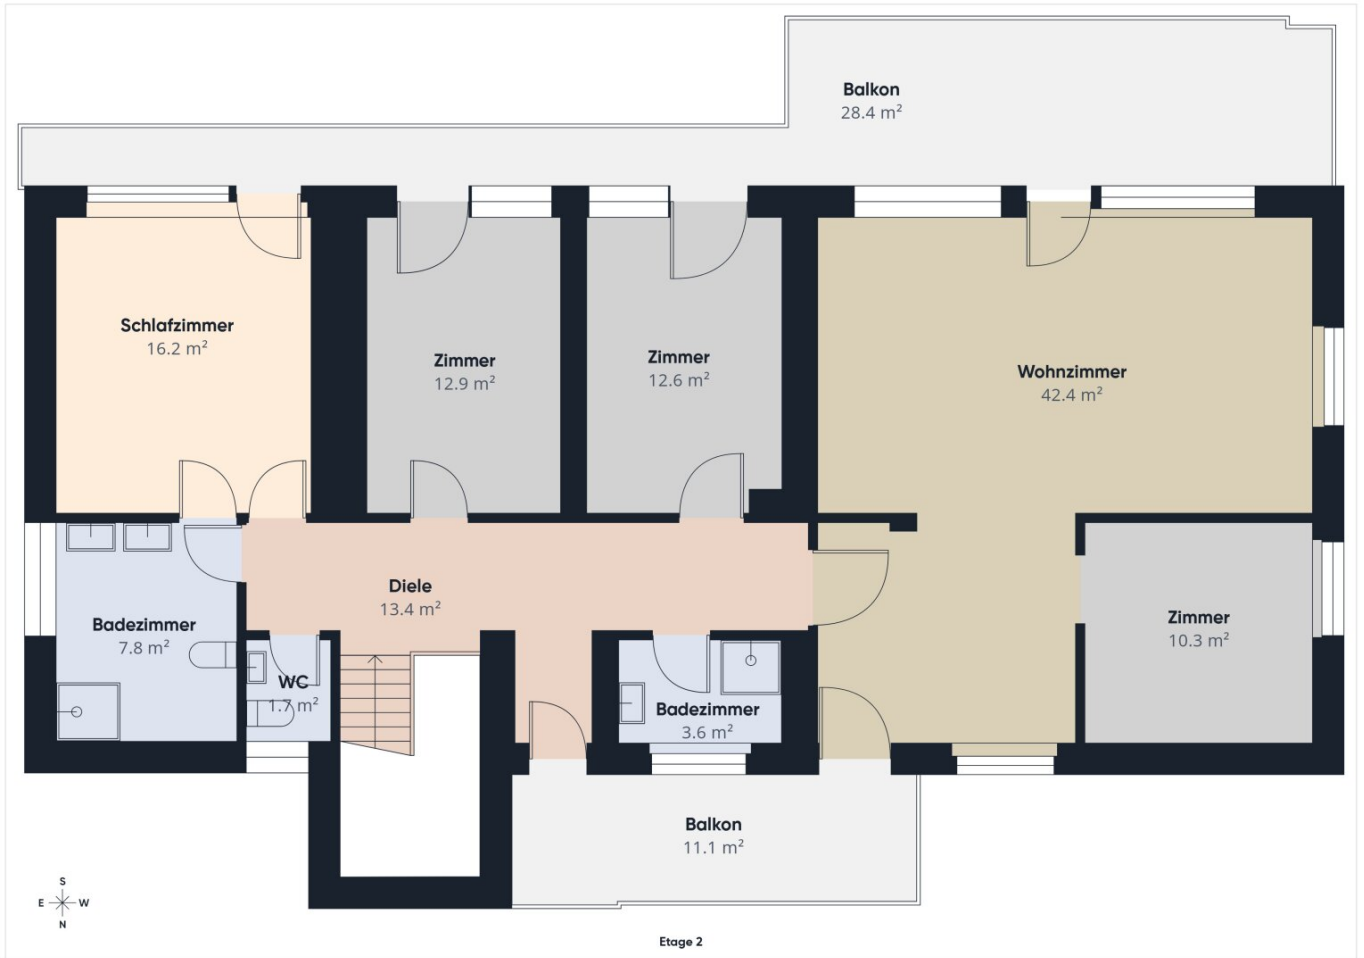 Balkon
28.4 m²
Schlafzimmer
16.2 m²
Zimmer
12.9 m²
Zimmer
12.6 m²
Wohnzimmer
42.4 m²
Diele
13.4 m²
Badezimmer
7.8 m²
Zimmer
10.3 m²
WC
1.7 m²
Badezimmer
3.6 m²
Balkon
11.1 m²
S
E W
N
Etage 2